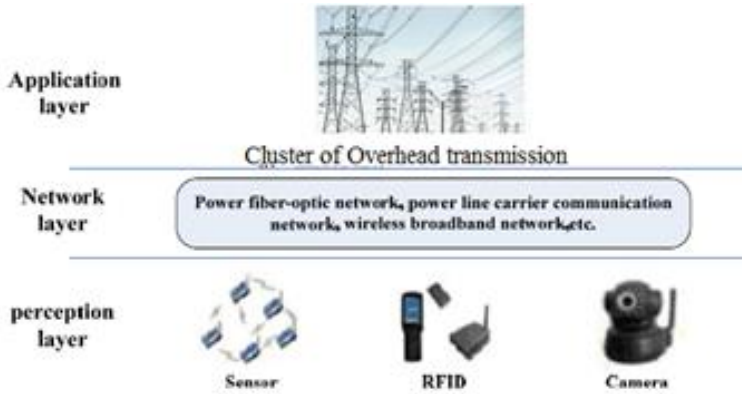 Application
layer
Cluster of Overhead transmission
Network
layer
Power fiber-optic network, power line carrier communication
network, wireless broadband network,etc.
perception
layer
Sensor
RFID
Camera